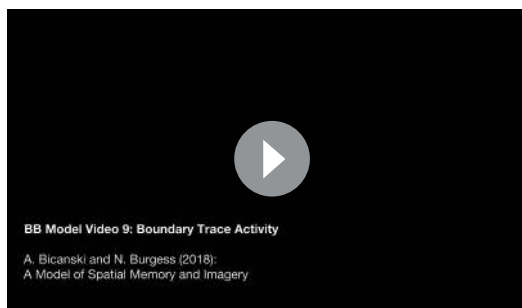 BB Model Video 9: Boundary Trace Activity
A. Bicanski and N. Burgess (2018):
A Model of Spatial Memory and Imagery